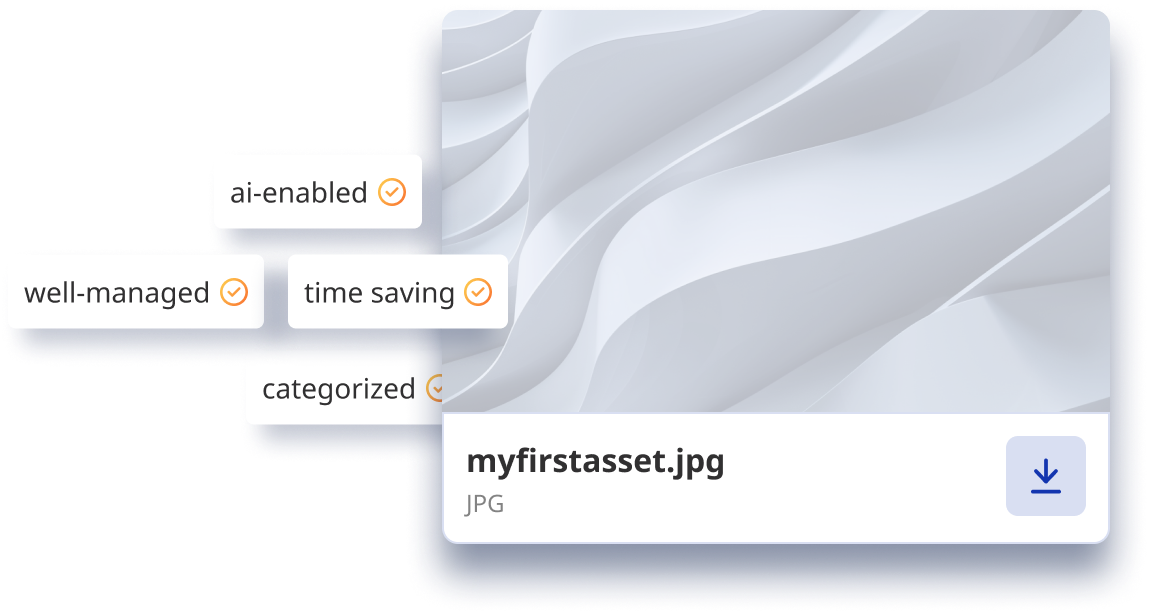 ai-enabled
well-managed
time saving
categorized
myfirstasset.jpg
JPG